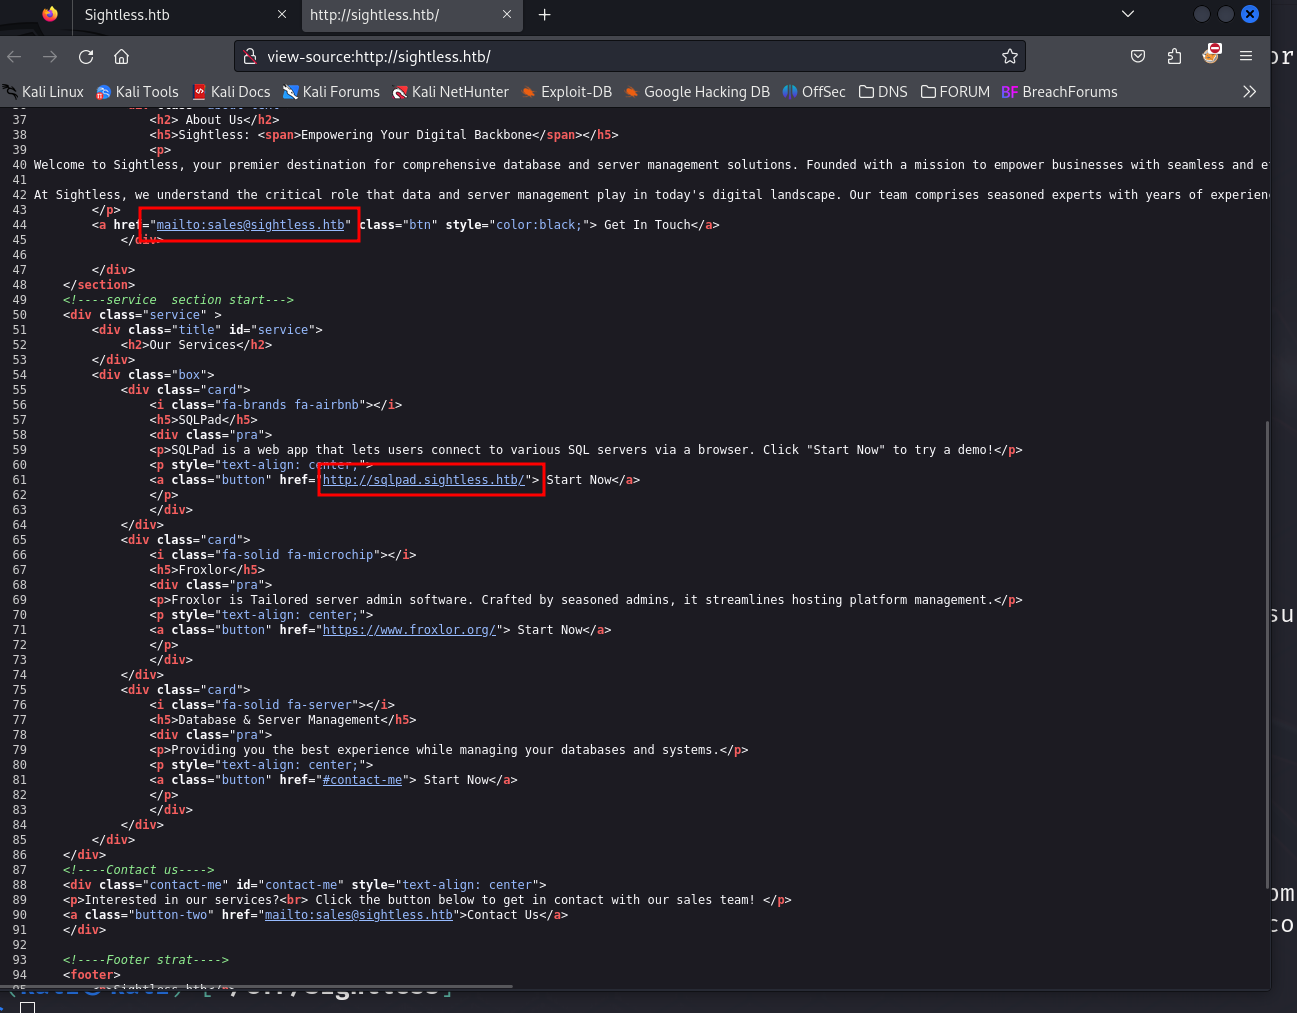 Sightless.htb
http://sightless.htb/
view-source:http://sightless.htb/
Kali Linux Kali Tools Kali Docs Kali Forums Kali NetHunter Exploit-DB Google Hacking DB OffSec DNS FORUM BF BreachForums
37 <h2> About Us</h2>
38 <h5>Sightless: <span>Empowering Your Digital Backbone</span></h5>
39 <p>
40 Welcome to Sightless, your premier destination for comprehensive database and server management solutions. Founded with a mission to empower businesses with seamless and
41
42 At Sightless, we understand the critical role that data and server management play in today's digital landscape. Our team comprises seasoned experts with years of
43 </p>
44 <a href="mailto:sales@sightless.htb" class="btn" style="color:black;"> Get In Touch</a>
45 </div>
46
47 </div>
48 </section>
49 <!----service  section start--->
50 <div class="service" >
51 <div class="title" id="service">
52 <h2>Our Services</h2>
53 </div>
54 <div class="box">
55 <div class="card">
56 <i class="fa-brands fa-airbnb"></i>
57 <h5>SQLPad</h5>
58 <div class="pra">
59 <p>SQLPad is a web app that lets users connect to various SQL servers via a browser. Click "Start Now" to try a demo!</p>
60 <p style="text-align: center;">
61 <a class="button" href="http://sqlpad.sightless.htb/"> Start Now</a>
62 </p>
63 </div>
64 </div>
65 <div class="card">
66 <i class="fa-solid fa-microchip"></i>
67 <h5>Froxlor</h5>
68 <div class="pra">
69 <p>Froxlor is Tailored server admin software. Crafted by seasoned admins, it streamlines hosting platform management.</p>
70 <p style="text-align: center;">
71 <a class="button" href="https://www.froxlor.org/"> Start Now</a>
72 </p>
73 </div>
74 </div>
75 <div class="card">
76 <i class="fa-solid fa-server"></i>
77 <h5>Database & Server Management</h5>
78 <div class="pra">
79 <p>Providing you the best experience while managing your databases and systems.</p>
80 <p style="text-align: center;">
81 <a class="button" href="#contact-me"> Start Now</a>
82 </p>
83 </div>
84 </div>
85 </div>
86 </div>
87 <!----Contact us---->
88 <div class="contact-me" id="contact-me" style="text-align: center">
89 <p>Interested in our services?<br> Click the button below to get in contact with our sales team! </p>
90 <a class="button-two" href="mailto:sales@sightless.htb">Contact Us</a>
91 </div>
92
93 <!----Footer strat---->
94 <footer>